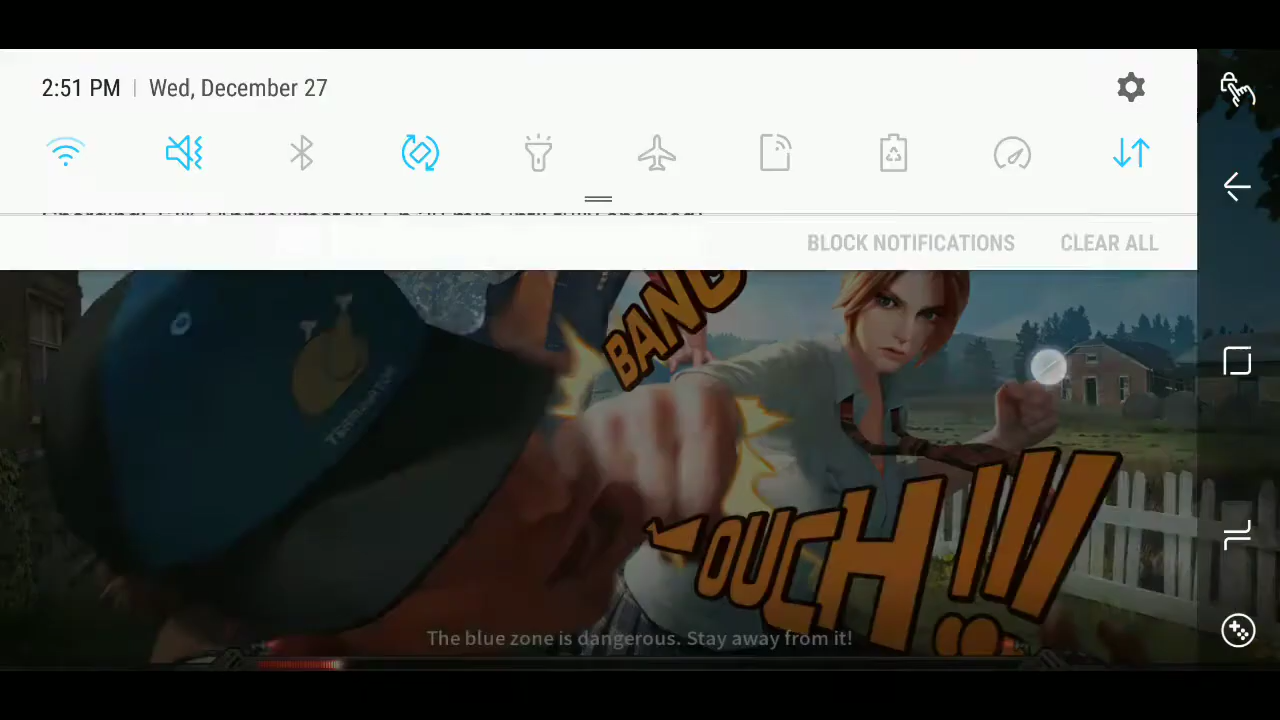 2:51 PM | Wed, December 27
BLOCK NOTIFICATIONS CLEAR ALL
BANG
OUCH!!!
The blue zone is dangerous. Stay away from it!